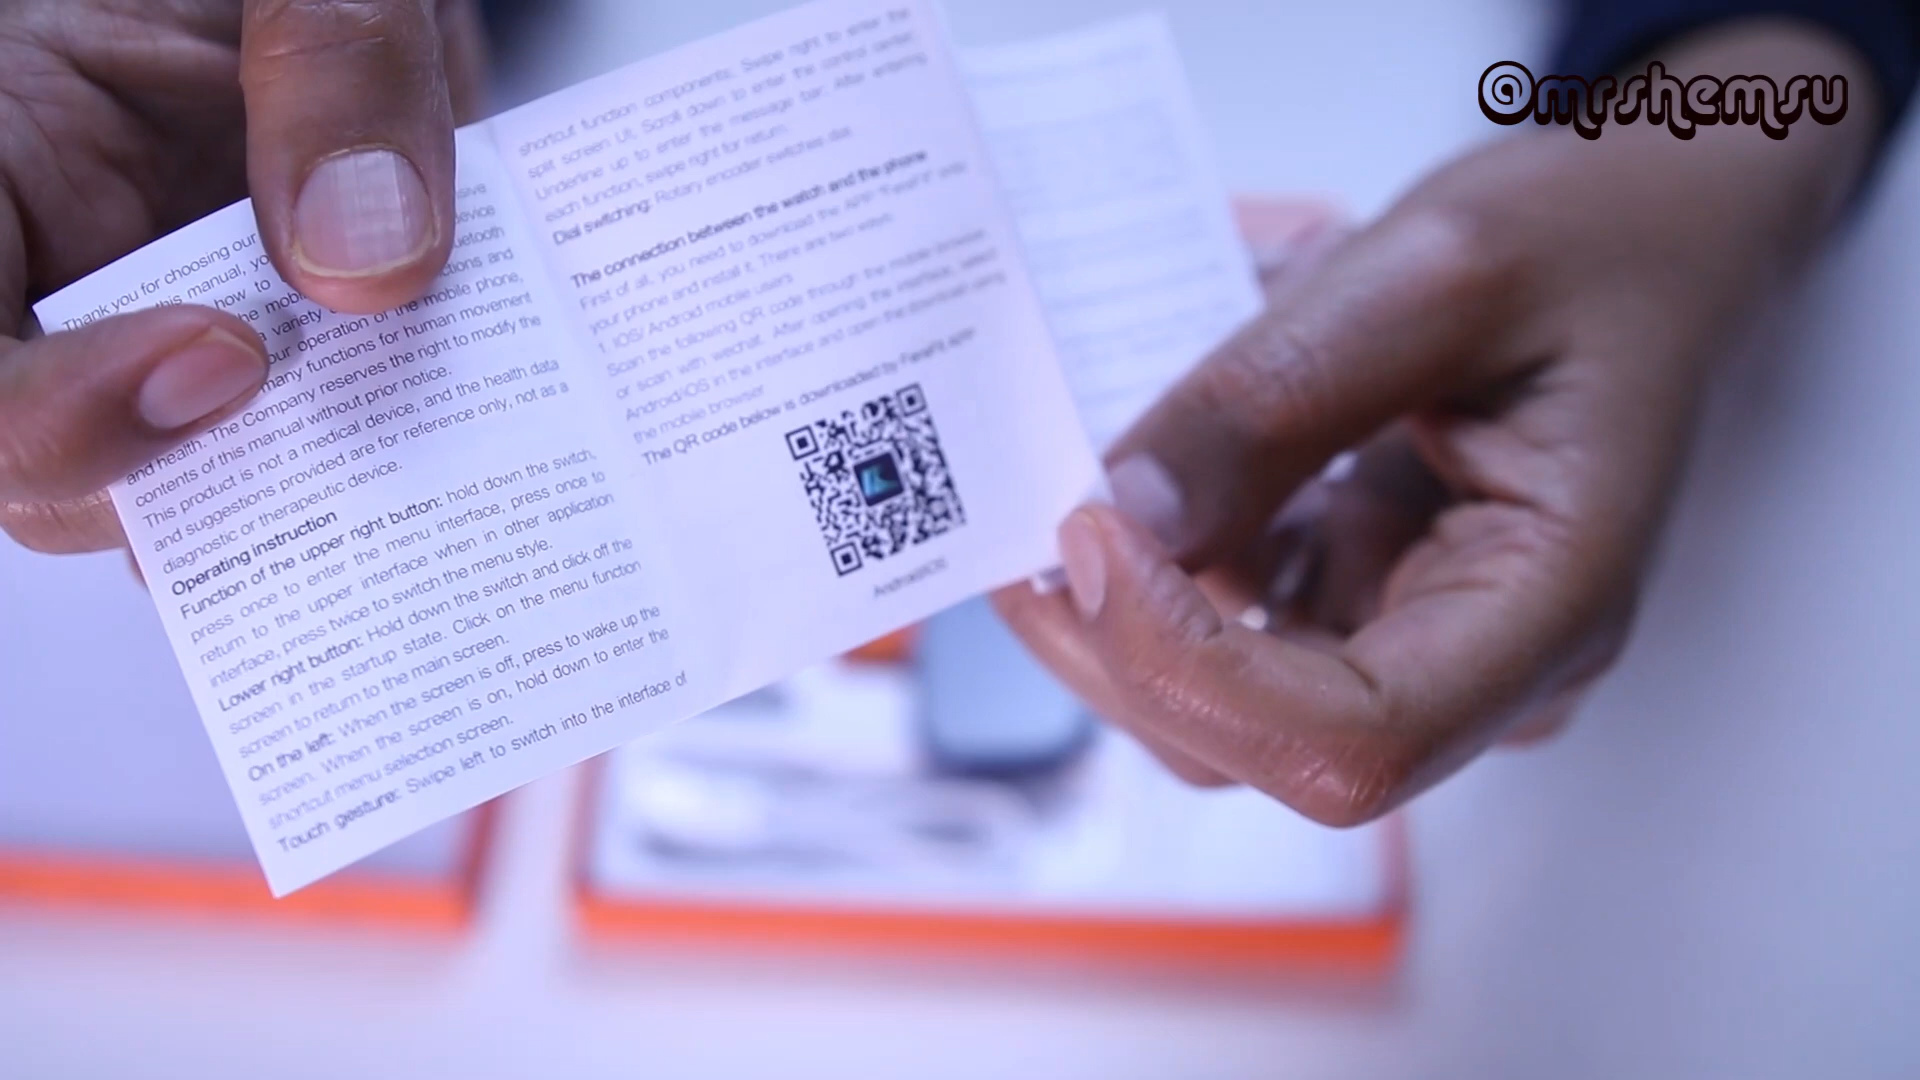 @mrshemsu
Thank you for choosing our
this manual, yo
how to
the mobi
a variety
our operation of the mobile phone,
many functions for human movement
and health. The Company reserves the right to modify the
contents of this manual without prior notice.
This product is not a medical device, and the health data
and suggestions provided are for reference only, not as a
diagnostic or therapeutic device.
Operating instruction
Function of the upper right button: hold down the switch,
press once to enter the menu interface, press once to
return to the upper interface when in other application
interface, press twice to switch the menu style.
Lower right button: Hold down the switch and click off the
screen in the startup state. Click on the menu function
screen to return to the main screen.
On the left: When the screen is off, press to wake up the
screen. When the screen is on, hold down to enter the
shortcut menu selection screen.
Touch gesture: Swipe left to switch into the interface of
shortcut function components; Swipe right to enter the
split screen UI, Scroll down to enter the control center;
Underline up to enter the message bar. After entering
each function, swipe right for return.
Dial switching: Rotary encoder switches dial
The connection between the watch and the phone
First of all, you need to download the APP "FanaFit" onto
your phone and install it. There are two ways:
1. IOS/ Android mobile users
Scan the following QR code through the mobile browser
or scan with wechat. After opening the interface, select
Android/iOS in the interface and open the download using
the mobile browser
The QR code below is downloaded by FanaFit APP
Android/iOS